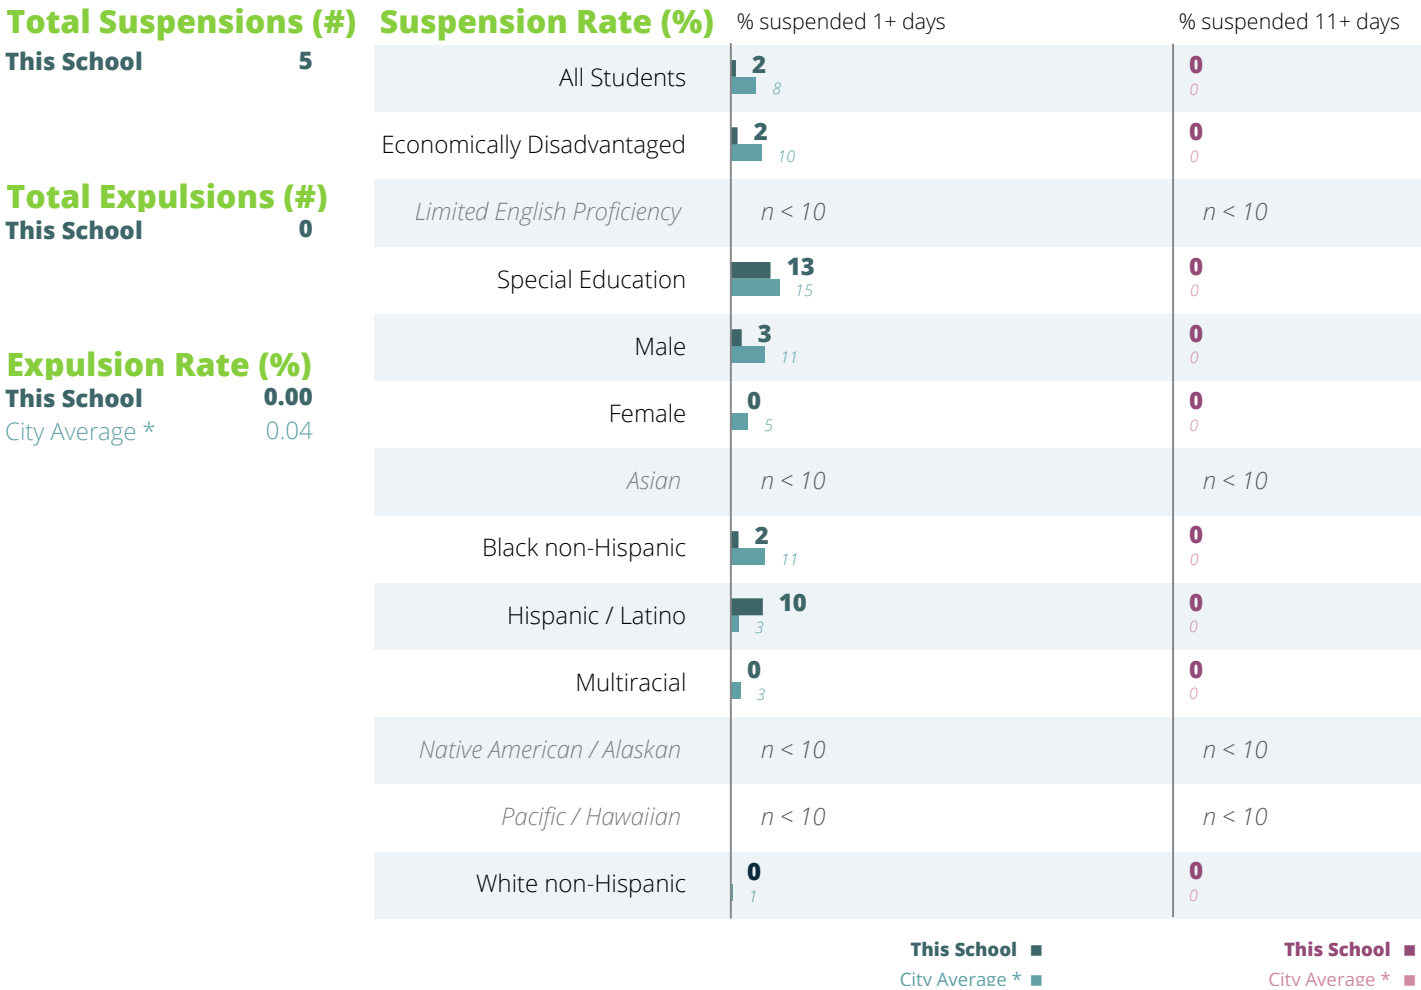 Total Suspensions (#)
This School 5
Total Expulsions (#)
This School 0
Expulsion Rate (%)
This School 0.00
City Average * 0.04
Suspension Rate (%) % suspended 1+ days % suspended 11+ days
All Students 2 0
8 0
Economically Disadvantaged 2 0
10 0
Limited English Proficiency n < 10 n < 10
Special Education 13 0
15 0
Male 3 0
11 0
Female 0 0
5 0
Asian n < 10 n < 10
Black non-Hispanic 2 0
11 0
Hispanic / Latino 10 0
3 0
Multiracial 0 0
3 0
Native American / Alaskan n < 10 n < 10
Pacific / Hawaiian n < 10 n < 10
White non-Hispanic 0 0
1 0
This School This School
City Average * City Average *